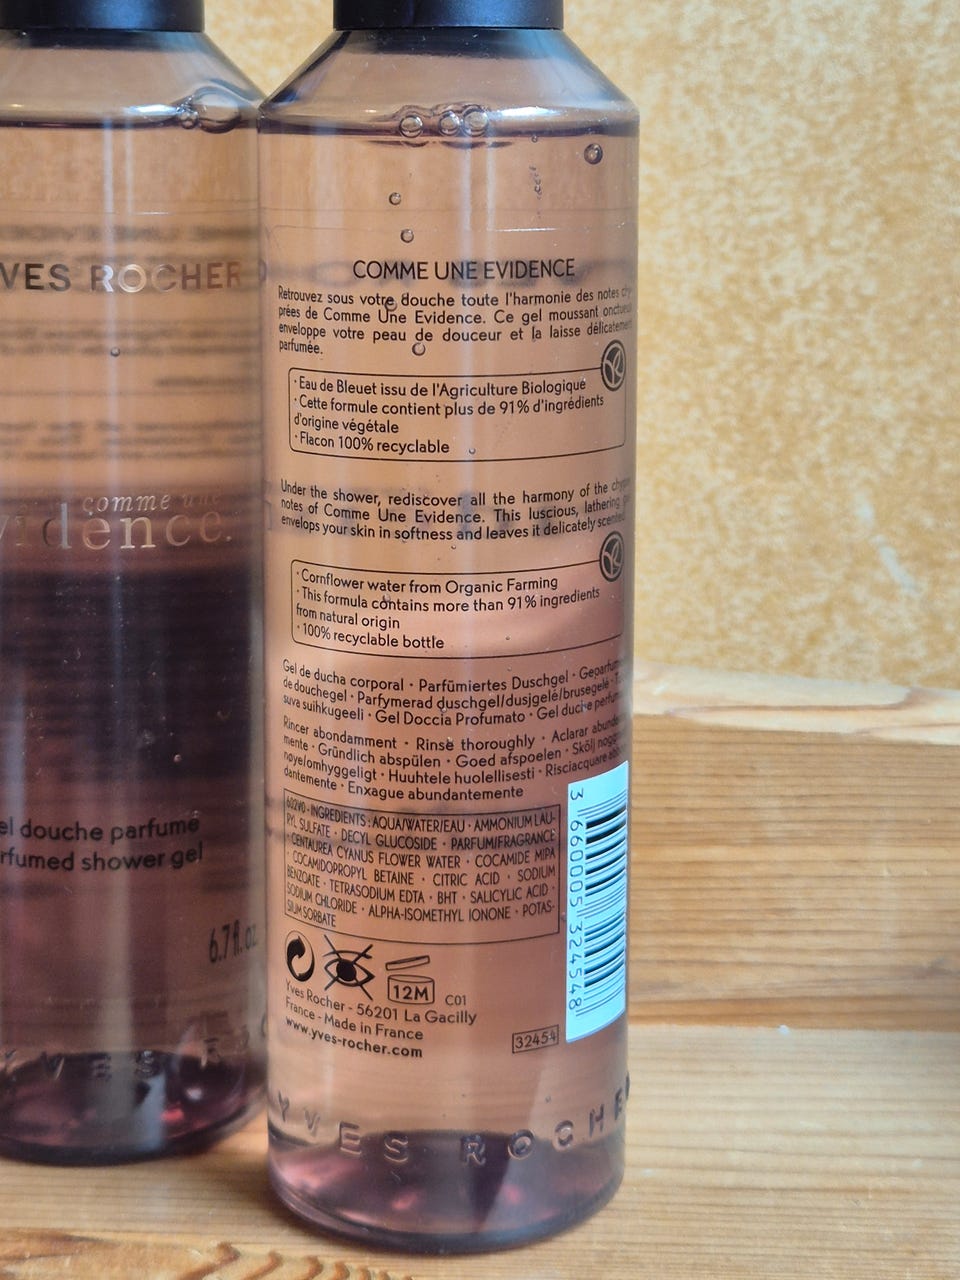 YVES ROCHER
comme une
vidence.
el douche parfumé
rfumed shower gel
6.7 fl. oz
COMME UNE EVIDENCE
Retrouvez sous votre douche toute l'harmonie des notes
prées de Comme Une Evidence. Ce gel moussant onctueux
enveloppe votre peau de douceur et la laisse délicatement
parfumée.
· Eau de Bleuet issu de l'Agriculture Biologique
· Cette formule contient plus de 91% d'ingrédients
d'origine végétale
· Flacon 100% recyclable
Under the shower, rediscover all the harmony of the
notes of Comme Une Evidence. This luscious, lathering
envelops your skin in softness and leaves it delicately scented
· Cornflower water from Organic Farming
· This formula contains more than 91% ingredients
from natural origin
· 100% recyclable bottle
Gel de ducha corporal · Parfümiertes Duschgel ·
de douchegel · Parfymerad duschgel/dusjgelé/brusegelé ·
suva suihkugeeli · Gel Doccia Profumato · Gel duche
Rincer abondamment · Rinse thoroughly · Aclarar
mente · Gründlich abspülen · Goed afspoelen · Skölj
nøye/omhyggeligt · Huuhtele huolellisesti · Risciacquare
dantemente · Enxague abundantemente
602V0 · INGREDIENTS : AQUA/WATER/EAU · AMMONIUM LAU-
RYL SULFATE · DECYL GLUCOSIDE · PARFUM/FRAGRANCE
· CENTAUREA CYANUS FLOWER WATER · COCAMIDE MIPA
· COCAMIDOPROPYL BETAINE · CITRIC ACID · SODIUM
BENZOATE · TETRASODIUM EDTA · BHT · SALICYLIC ACID ·
SODIUM CHLORIDE · ALPHA-ISOMETHYL IONONE · POTAS-
SIUM SORBATE
12M
C01
Yves Rocher - 56201 La Gacilly
France - Made in France
www.yves-rocher.com
32454
3 660005 324548
YVES ROCHER
YVES R